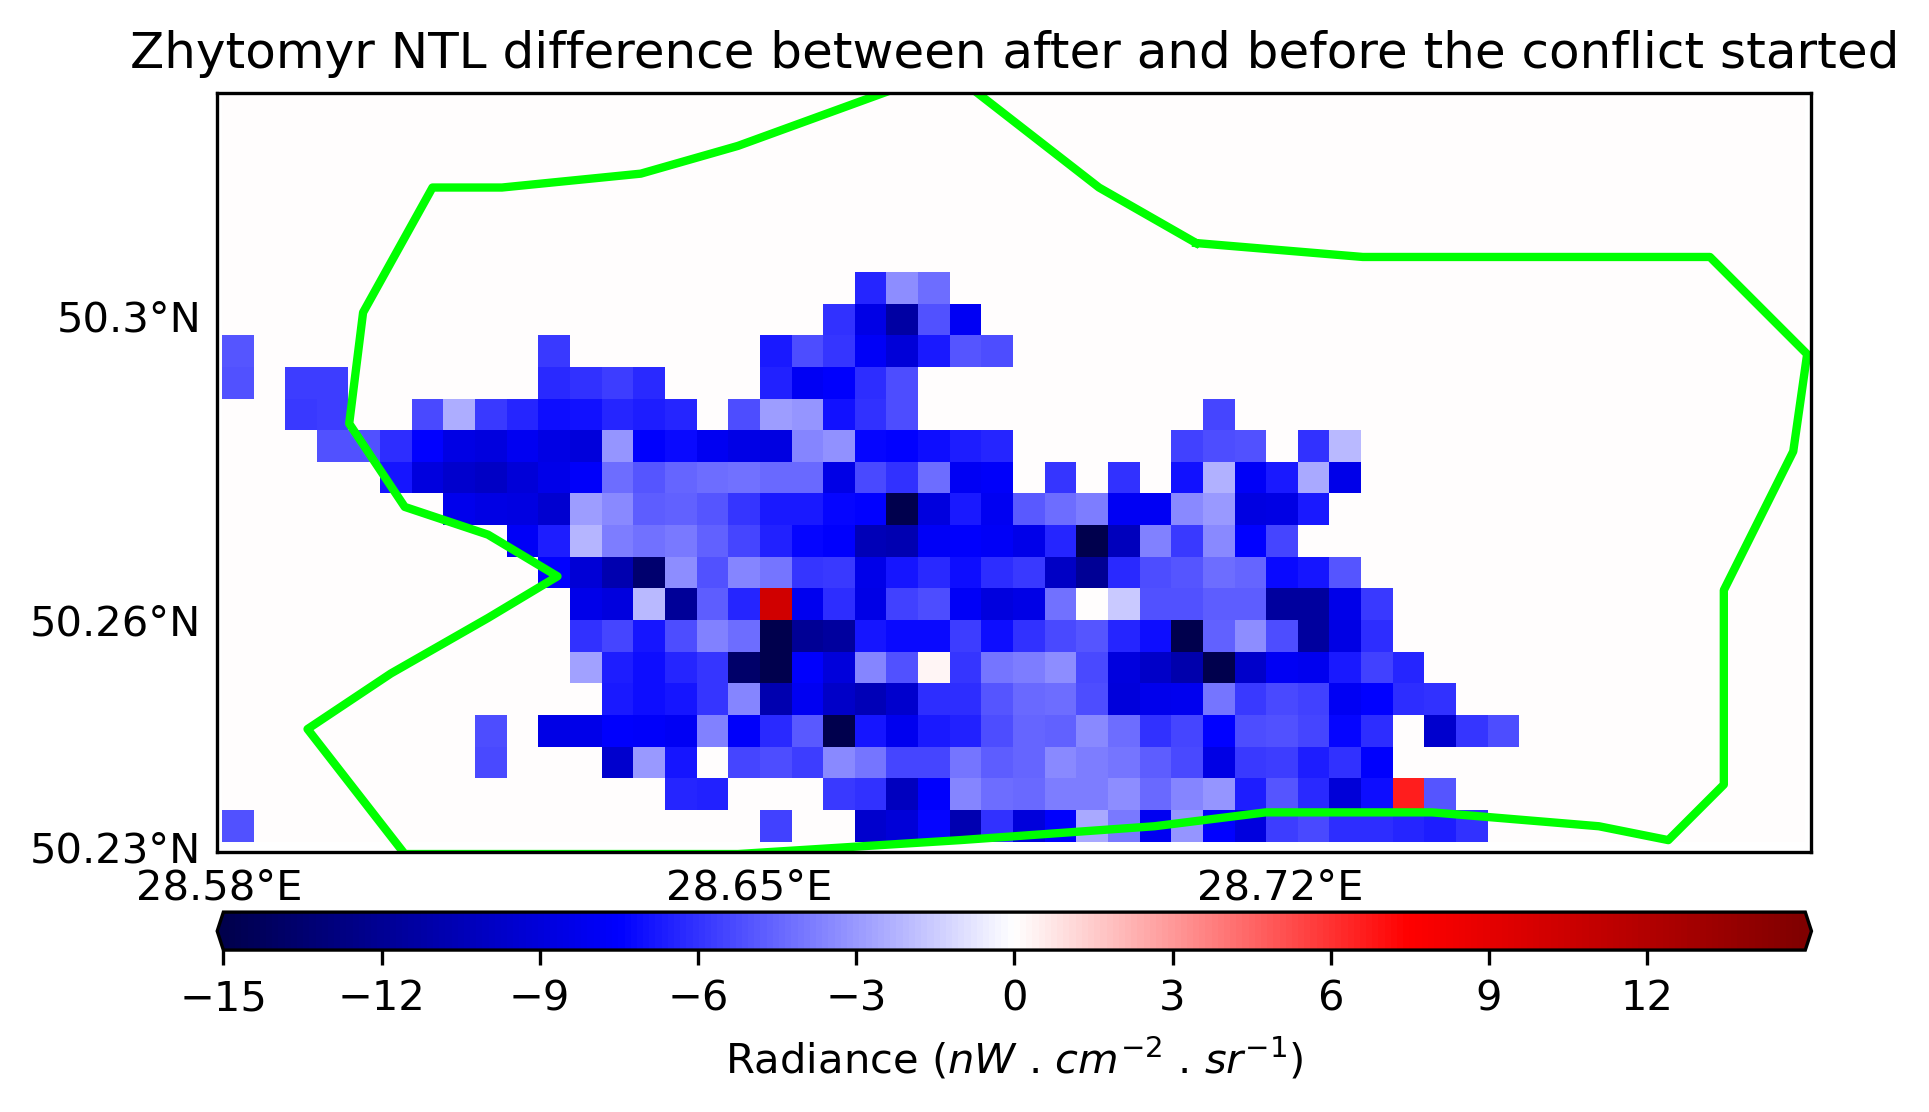 Zhytomyr NTL difference between after and before the conflict started
50.3°N
50.26°N
50.23°N
28.58°E 28.65°E 28.72°E
−15 −12 −9 −6 −3 0 3 6 9 12
Radiance (nW . cm⁻² . sr⁻¹)